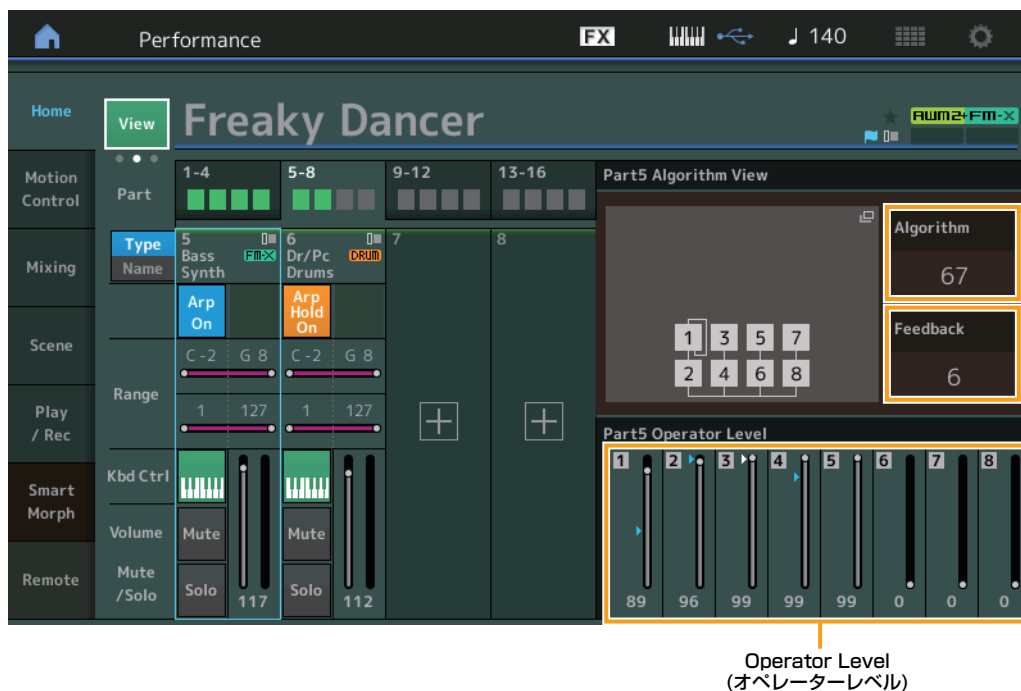 Performance
FX
140
Home
View
Freaky Dancer
AWM2+FM-X
Motion
Control
Part
1-4
5-8
9-12
13-16
Part5 Algorithm View
Algorithm
67
Type
Name
5
Bass
Synth
FM-X
6
Dr/Pc
Drums
DRUM
7
8
Mixing
Arp
On
Arp
Hold
On
Scene
1
3
5
7
2
4
6
8
Feedback
6
Range
C -2
G 8
C -2
G 8
1
127
1
127
Play
/ Rec
Part5 Operator Level
1
2
3
4
5
6
7
8
Kbd Ctrl
Smart
Morph
Volume
Mute
Mute
Remote
Mute
/Solo
Solo
117
Solo
112
89
96
99
99
99
0
0
0
Operator Level
(オペレーターレベル)